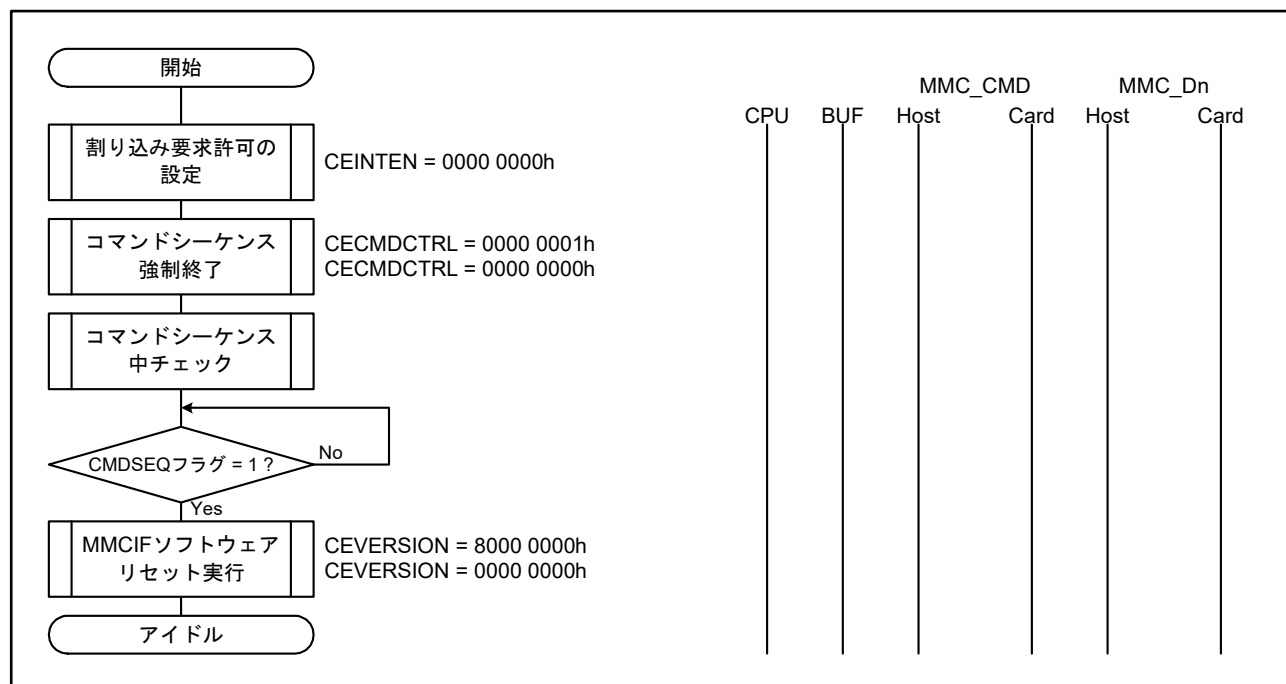 開始
割り込み要求許可の
設定
CEINTEN = 0000 0000h
コマンドシーケンス
強制終了
CECMDCTRL = 0000 0001h
CECMDCTRL = 0000 0000h
コマンドシーケンス
中チェック
CMDSEQフラグ = 1 ?
No
Yes
MMCIFソフトウェア
リセット実行
CEVERSION = 8000 0000h
CEVERSION = 0000 0000h
アイドル
MMC_CMD MMC_Dn
CPU BUF Host Card Host Card